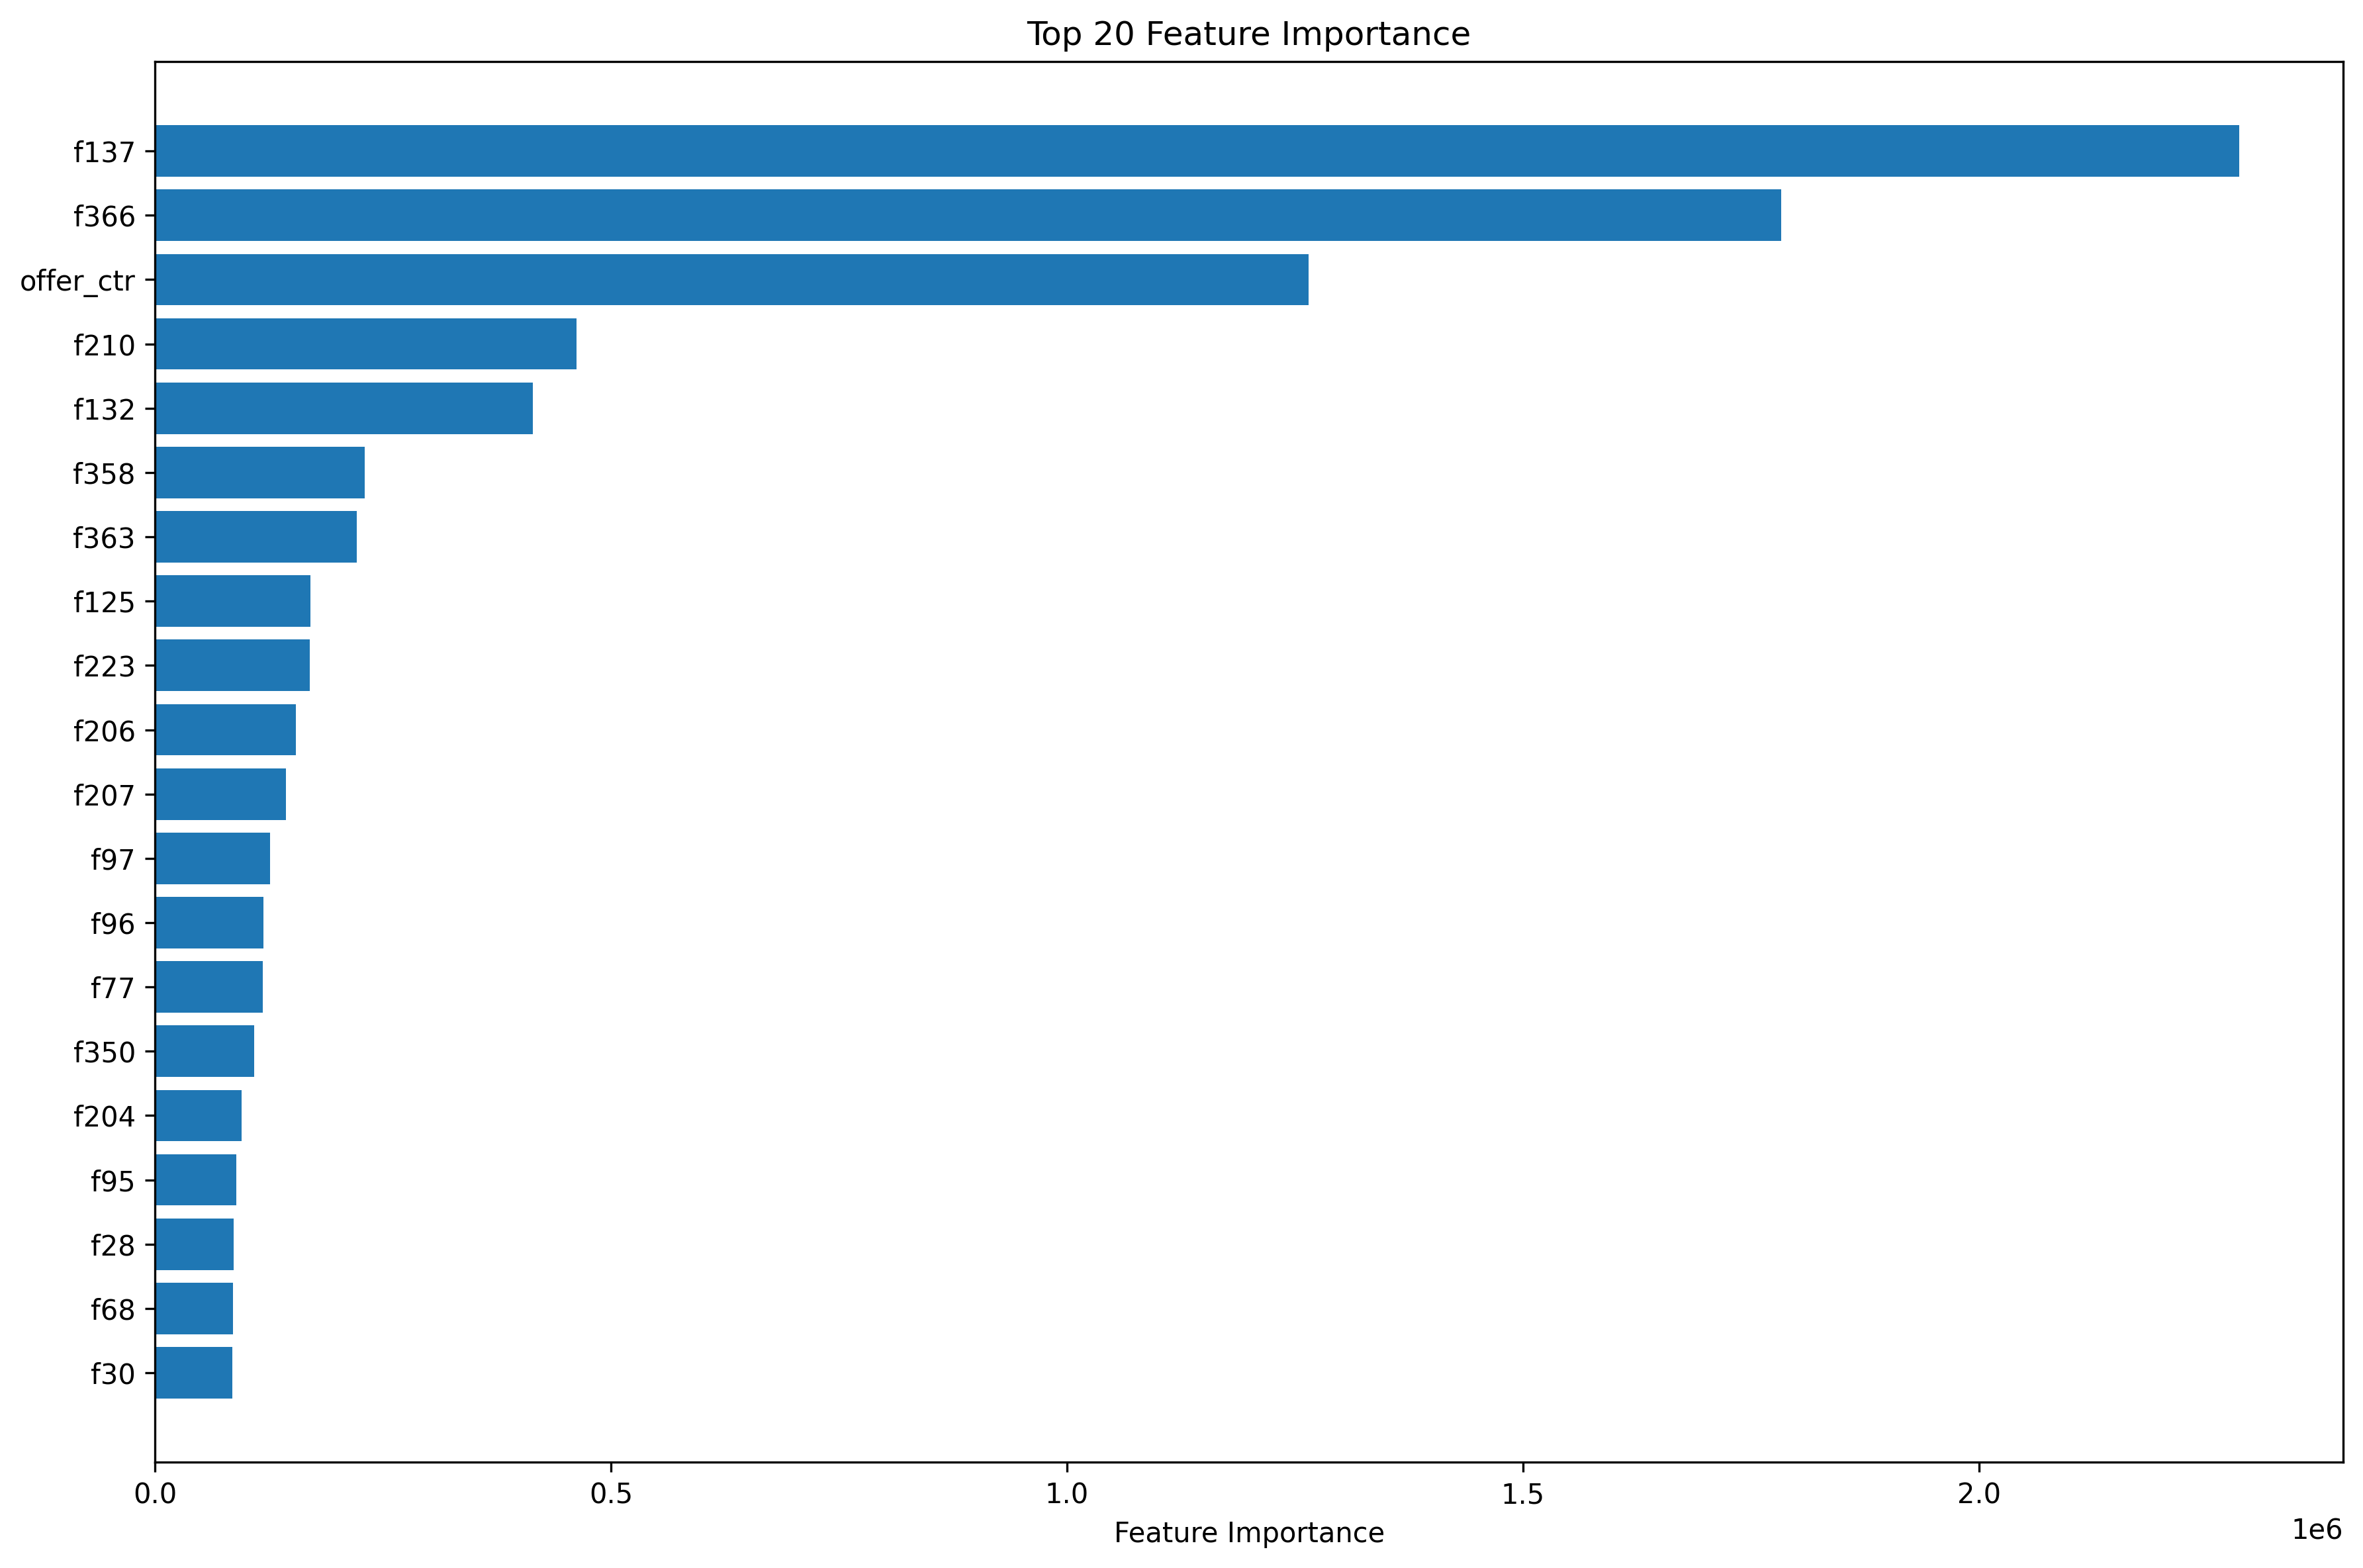 Top 20 Feature Importance
f137
f366
offer_ctr
f210
f132
f358
f363
f125
f223
f206
f207
f97
f96
f77
f350
f204
f95
f28
f68
f30
0.0 0.5 1.0 1.5 2.0
1e6
Feature Importance